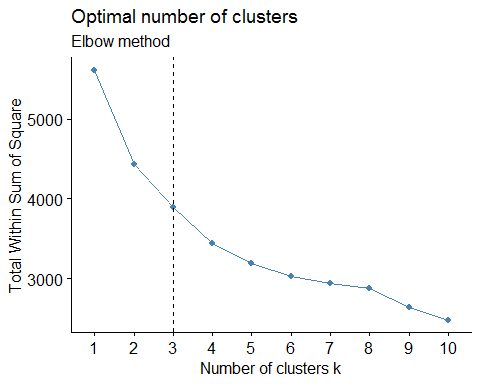 Optimal number of clusters
Elbow method
Total Within Sum of Square
5000
4000
3000
1 2 3 4 5 6 7 8 9 10
Number of clusters k